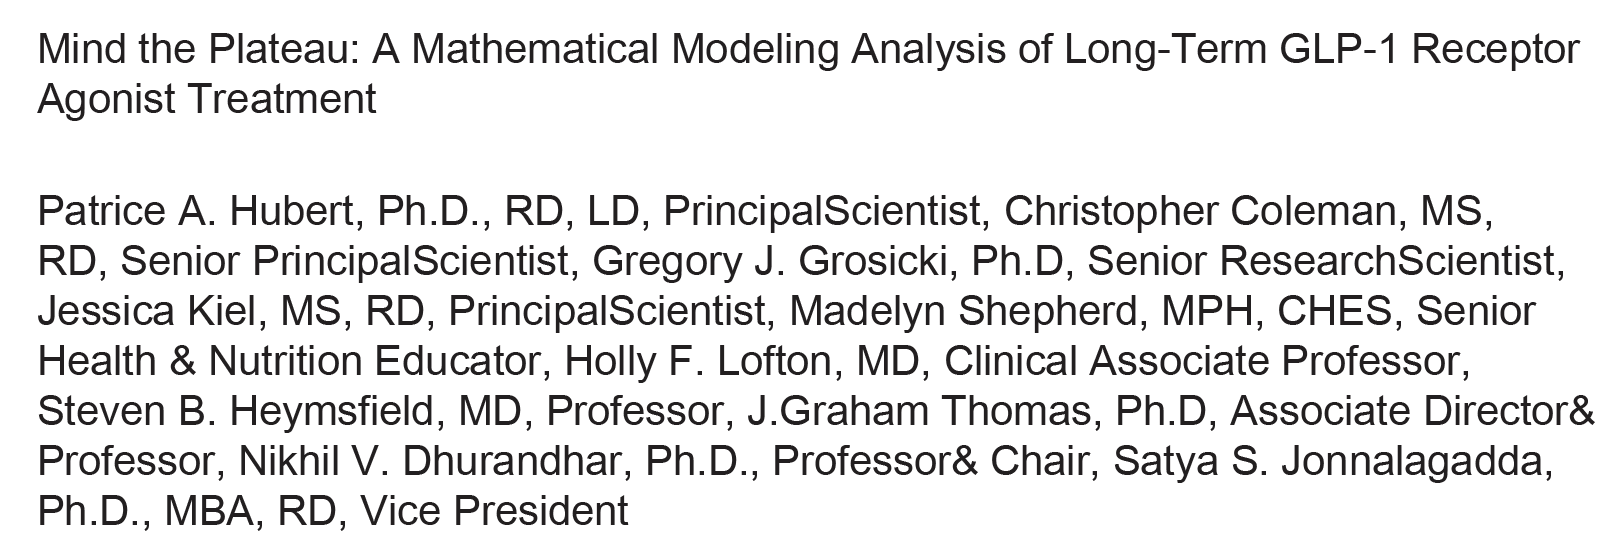 Mind the Plateau: A Mathematical Modeling Analysis of Long-Term GLP-1 Receptor
Agonist Treatment
Patrice A. Hubert, Ph.D., RD, LD, PrincipalScientist, Christopher Coleman, MS,
RD, Senior PrincipalScientist, Gregory J. Grosicki, Ph.D, Senior ResearchScientist,
Jessica Kiel, MS, RD, PrincipalScientist, Madelyn Shepherd, MPH, CHES, Senior
Health & Nutrition Educator, Holly F. Lofton, MD, Clinical Associate Professor,
Steven B. Heymsfield, MD, Professor, J.Graham Thomas, Ph.D, Associate Director&
Professor, Nikhil V. Dhurandhar, Ph.D., Professor& Chair, Satya S. Jonnalagadda,
Ph.D., MBA, RD, Vice President